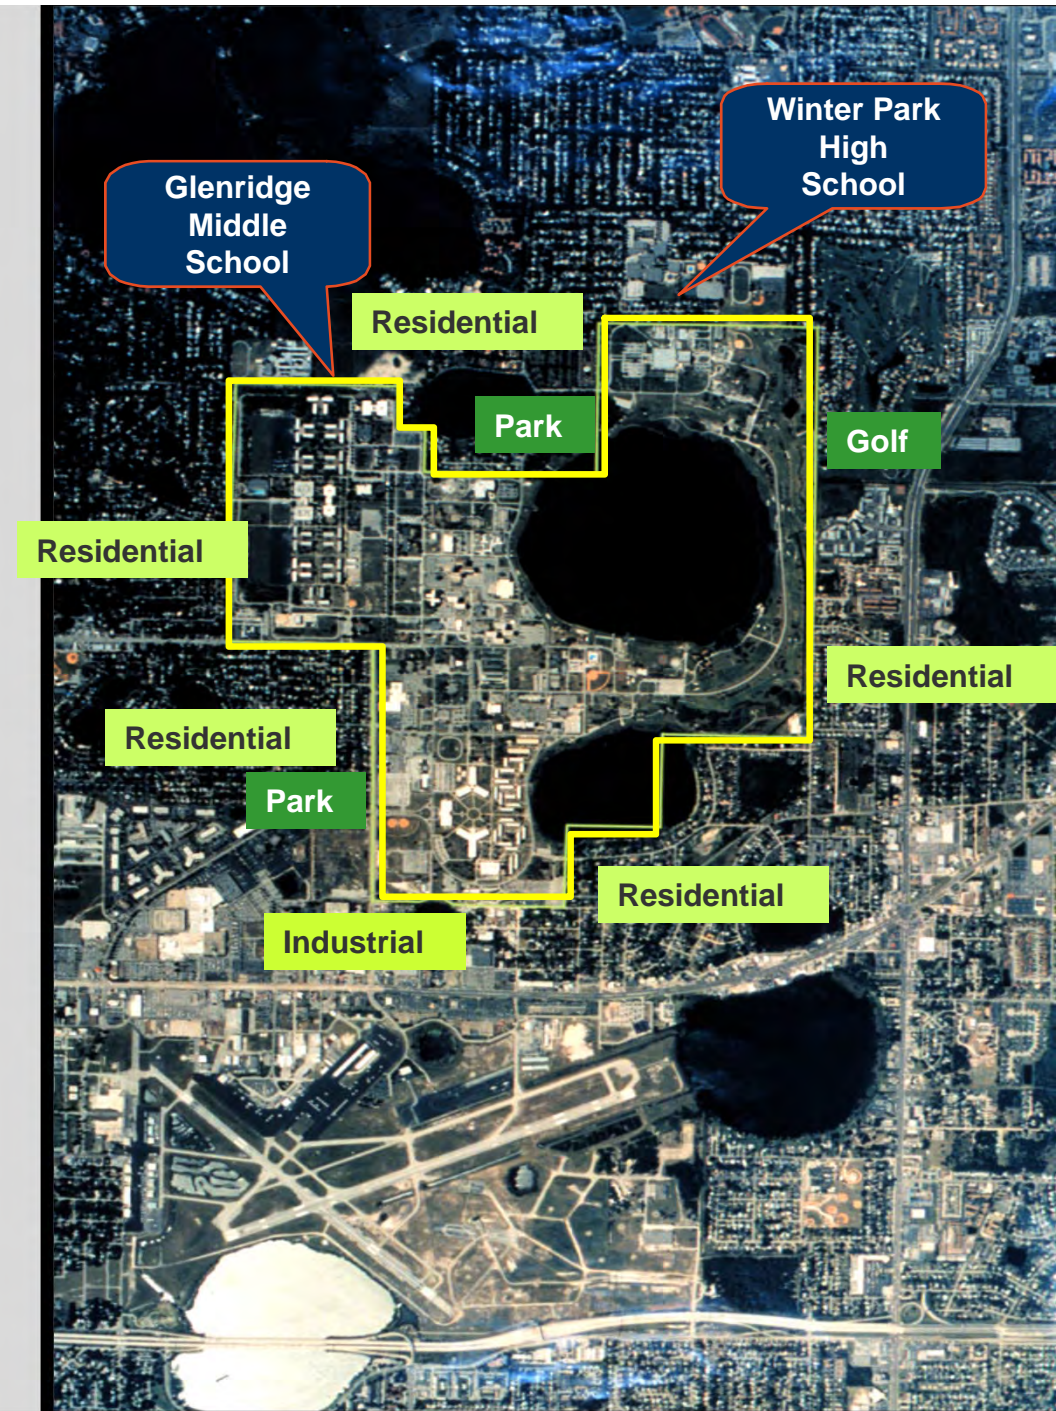 Winter Park
High
School
Glenridge
Middle
School
Residential
Park
Golf
Residential
Residential
Residential
Park
Residential
Industrial